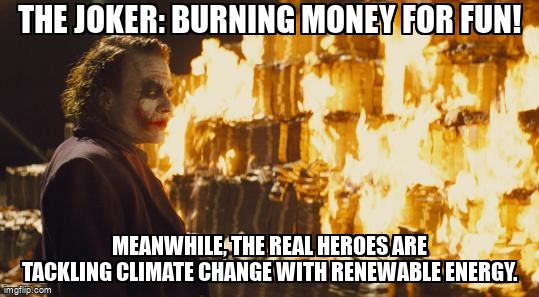 THE JOKER: BURNING MONEY FOR FUN!
MEANWHILE, THE REAL HEROES ARE
TACKLING CLIMATE CHANGE WITH RENEWABLE ENERGY.
imgflip.com